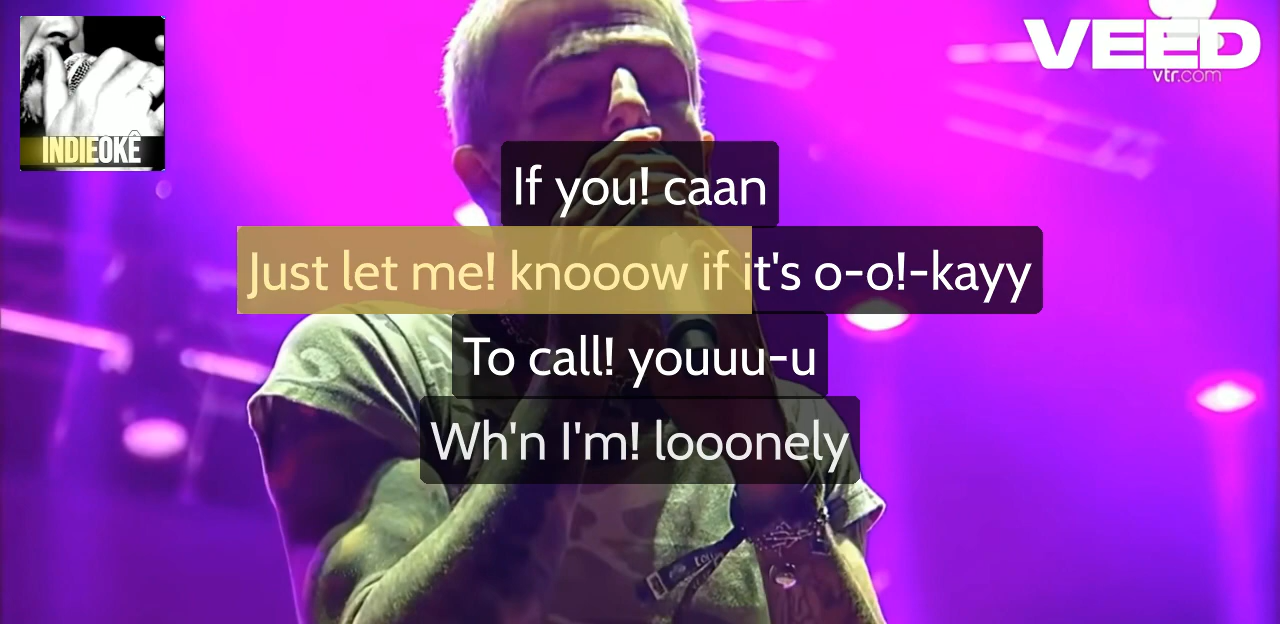 VEED
vtr.com
INDIEOKÊ
If you! caan
Just let me! knooow if it's o-o!-kayy
To call! youuu-u
Wh'n I'm! looonely